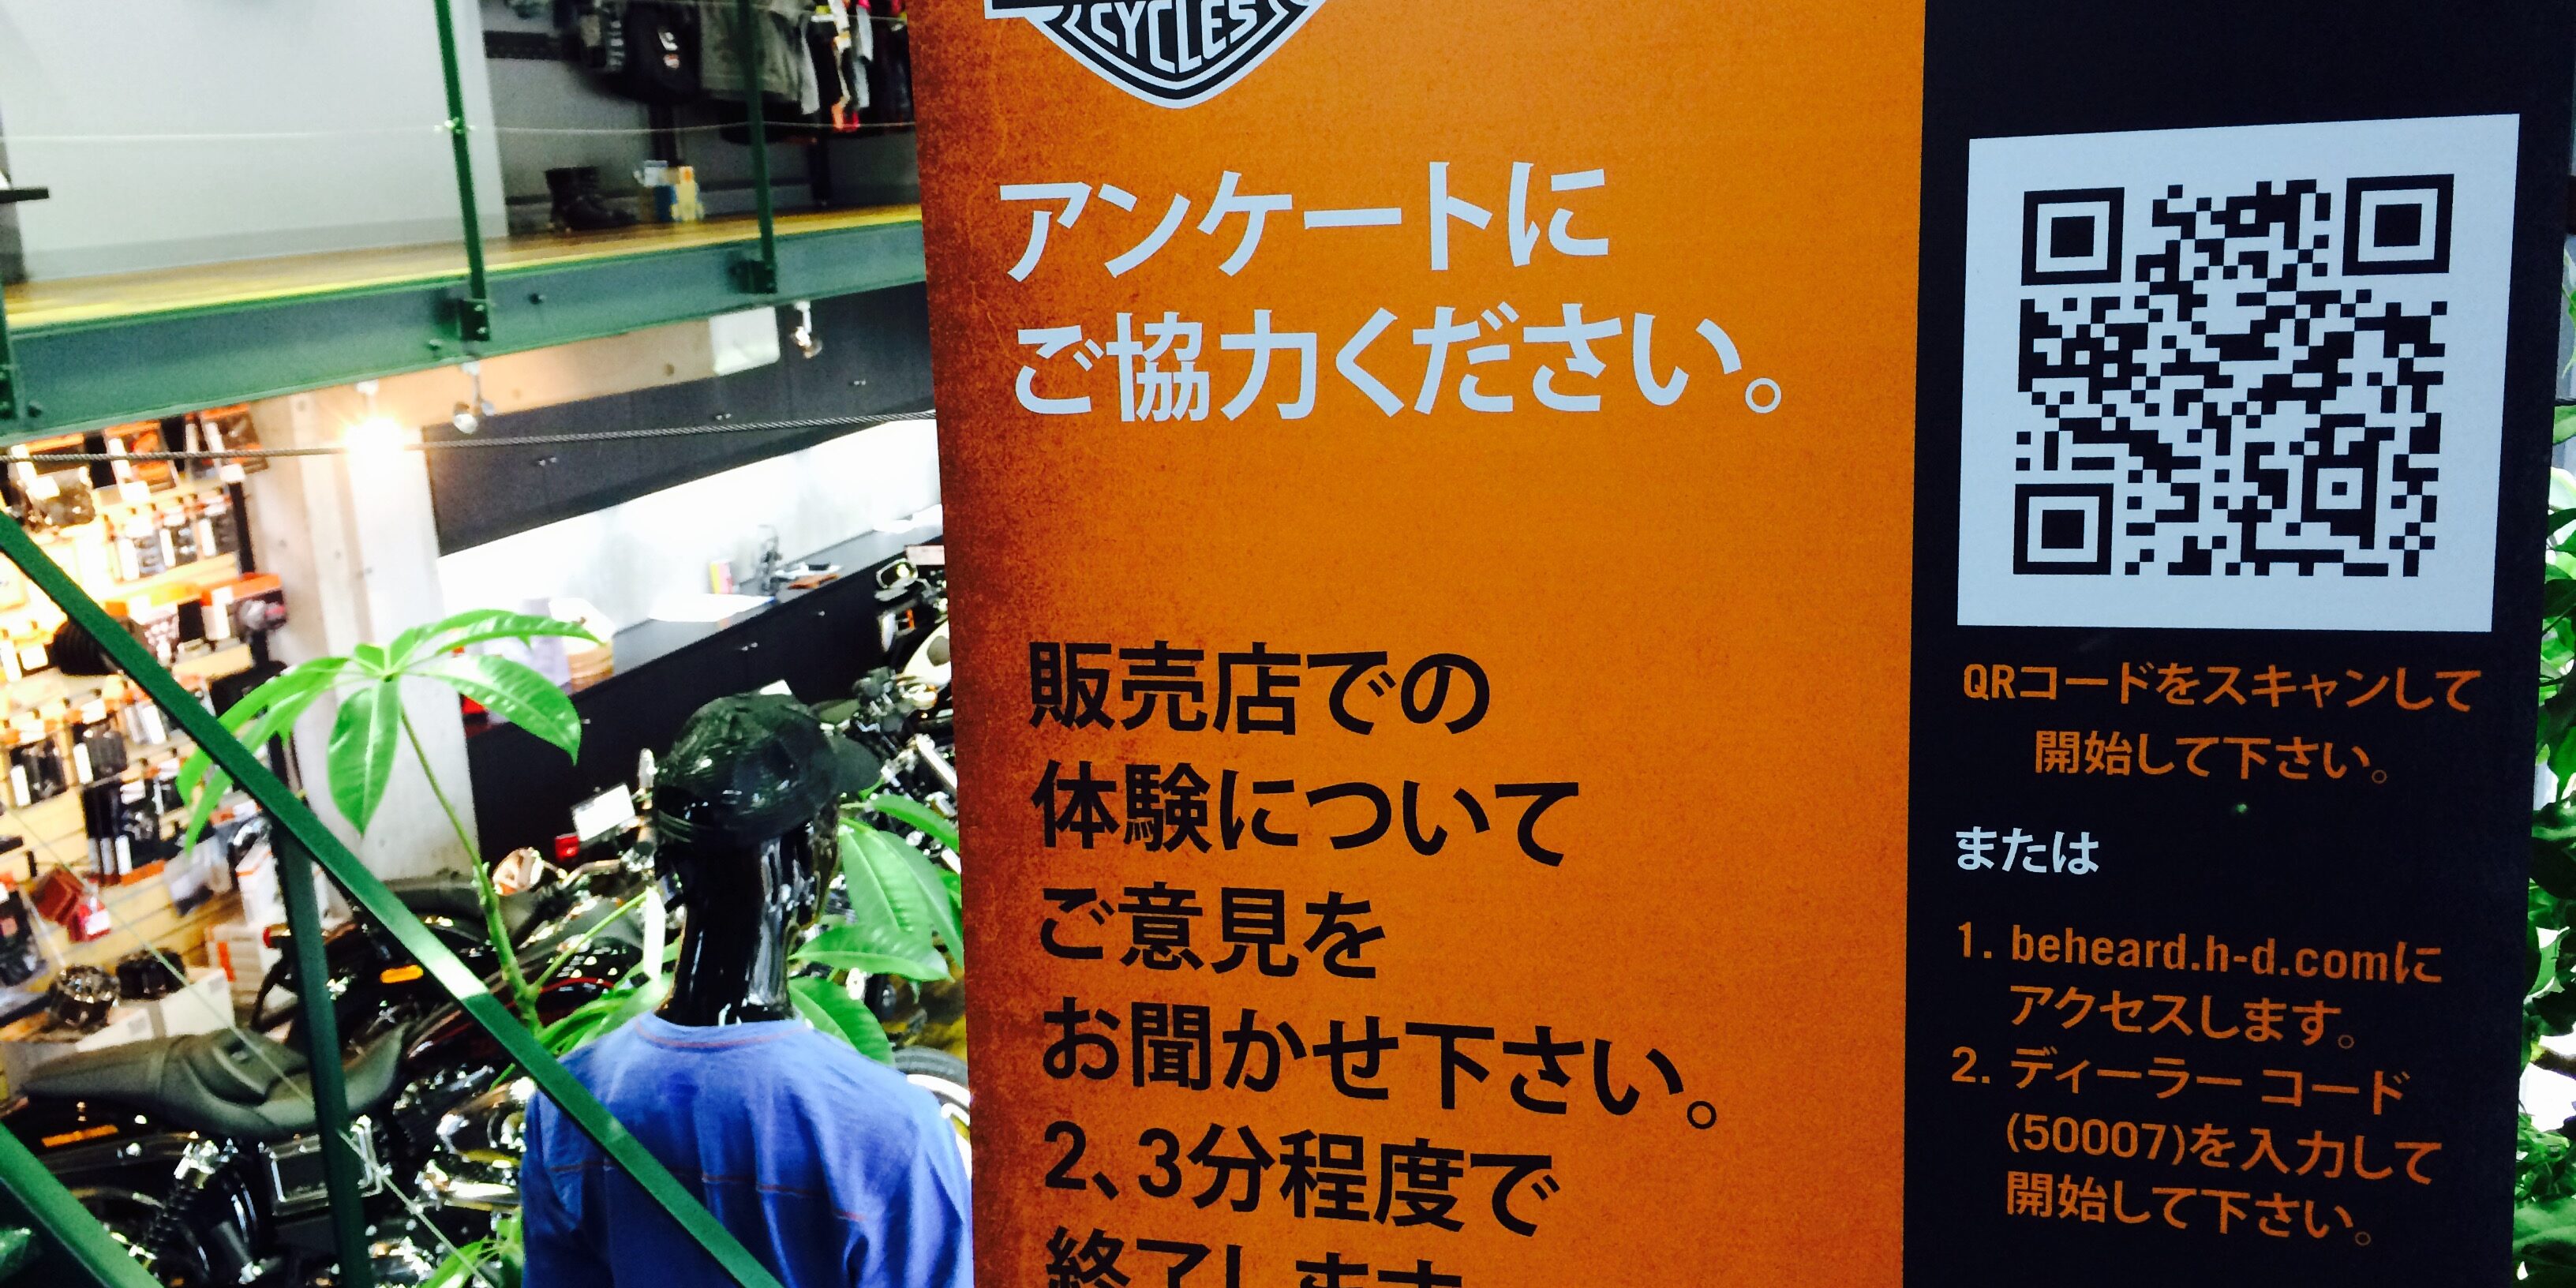 CYCLES
アンケートに
ご協力ください。
販売店での
体験について
ご意見を
お聞かせ下さい。
2、3分程度で
終了します
QRコードをスキャンして
開始して下さい。
または
1. beheard.h-d.comに
アクセスします。
2. ディーラー コード
(50007)を入力して
開始して下さい。